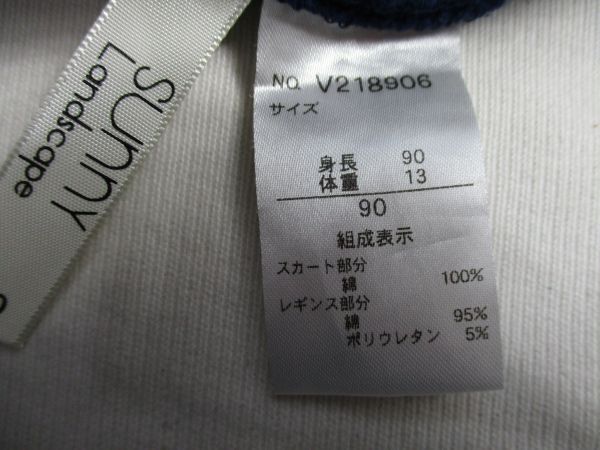 sunny
Landscape
NO. V218906
サイズ
身長 90
体重 13
90
組成表示
スカート部分
綿 100%
レギンス部分
綿 95%
ポリウレタン 5%